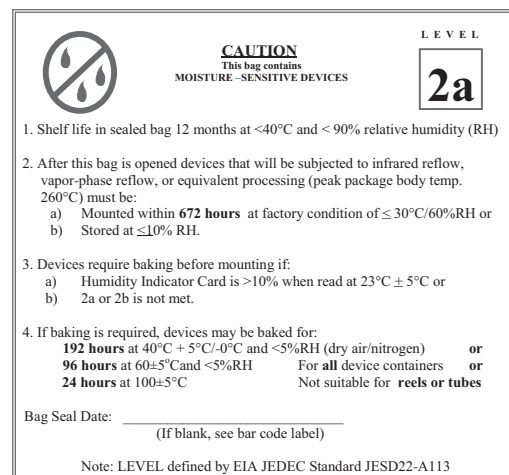 LEVEL
CAUTION
This bag contains
MOISTURE –SENSITIVE DEVICES
2a
1. Shelf life in sealed bag 12 months at <40°C and < 90% relative humidity (RH)
2. After this bag is opened devices that will be subjected to infrared reflow,
vapor-phase reflow, or equivalent processing (peak package body temp.
260°C) must be:
a) Mounted within 672 hours at factory condition of ≤ 30°C/60%RH or
b) Stored at ≤10% RH.
3. Devices require baking before mounting if:
a) Humidity Indicator Card is >10% when read at 23°C ± 5°C or
b) 2a or 2b is not met.
4. If baking is required, devices may be baked for:
192 hours at 40°C + 5°C/-0°C and <5%RH (dry air/nitrogen) or
96 hours at 60±5°Cand <5%RH For all device containers or
24 hours at 100±5°C Not suitable for reels or tubes
Bag Seal Date: ______________________________
(If blank, see bar code label)
Note: LEVEL defined by EIA JEDEC Standard JESD22-A113